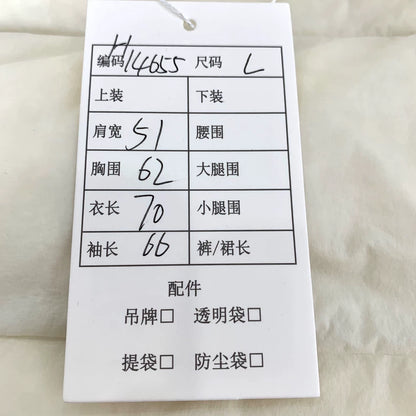 编码 H14655 尺码 L
上装 下装
肩宽 51 腰围
胸围 62 大腿围
衣长 70 小腿围
袖长 66 裤/裙长
配件
吊牌□ 透明袋□
提袋□ 防尘袋□